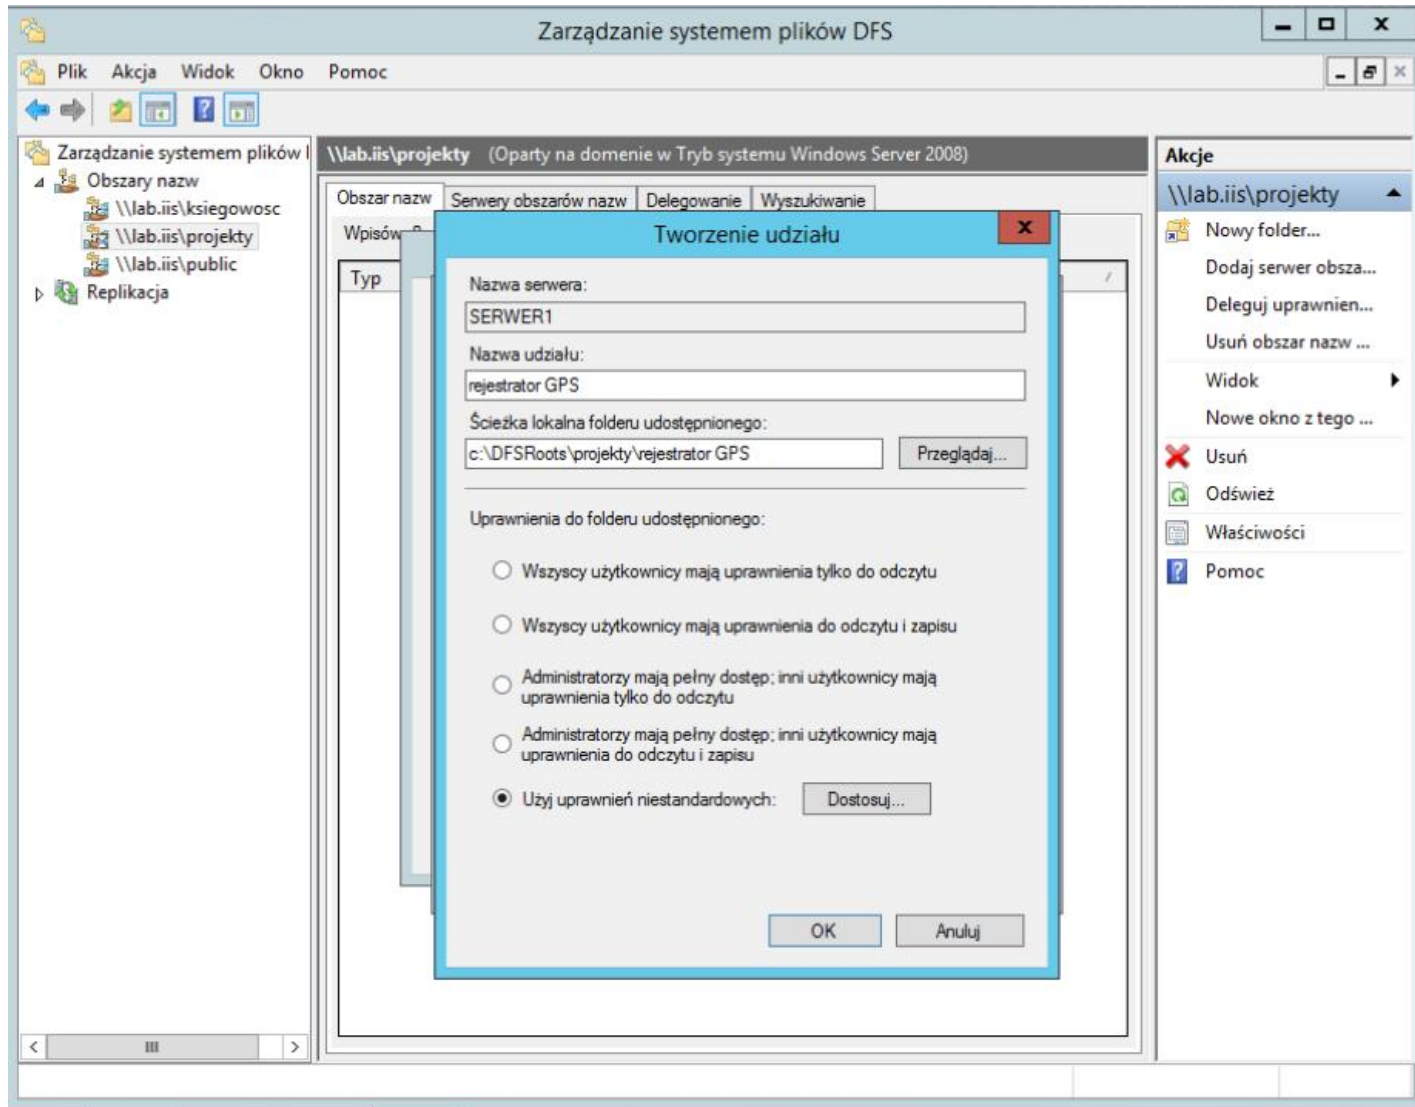 Zarządzanie systemem plików DFS
Plik Akcja Widok Okno Pomoc
Zarządzanie systemem plików
Obszary nazw
\\lab.iis\ksiegowosc
\\lab.iis\projekty
\\lab.iis\public
Replikacja
\\lab.iis\projekty (Oparty na domenie w Tryb systemu Windows Server 2008)
Obszar nazw Serwery obszarów nazw Delegowanie Wyszukiwanie
Wpisów
Typ
Tworzenie udziału
Nazwa serwera:
SERWER1
Nazwa udziału:
rejestrator GPS
Ścieżka lokalna folderu udostępnionego:
c:\DFSRoots\projekty\rejestrator GPS Przeglądaj...
Uprawnienia do folderu udostępnionego:
Wszyscy użytkownicy mają uprawnienia tylko do odczytu
Wszyscy użytkownicy mają uprawnienia do odczytu i zapisu
Administratorzy mają pełny dostęp; inni użytkownicy mają
uprawnienia tylko do odczytu
Administratorzy mają pełny dostęp; inni użytkownicy mają
uprawnienia do odczytu i zapisu
Użyj uprawnień niestandardowych: Dostosuj...
OK Anuluj
Akcje
\\lab.iis\projekty
Nowy folder...
Dodaj serwer obsza...
Deleguj uprawnien...
Usuń obszar nazw ...
Widok
Nowe okno z tego ...
Usuń
Odśwież
Właściwości
Pomoc